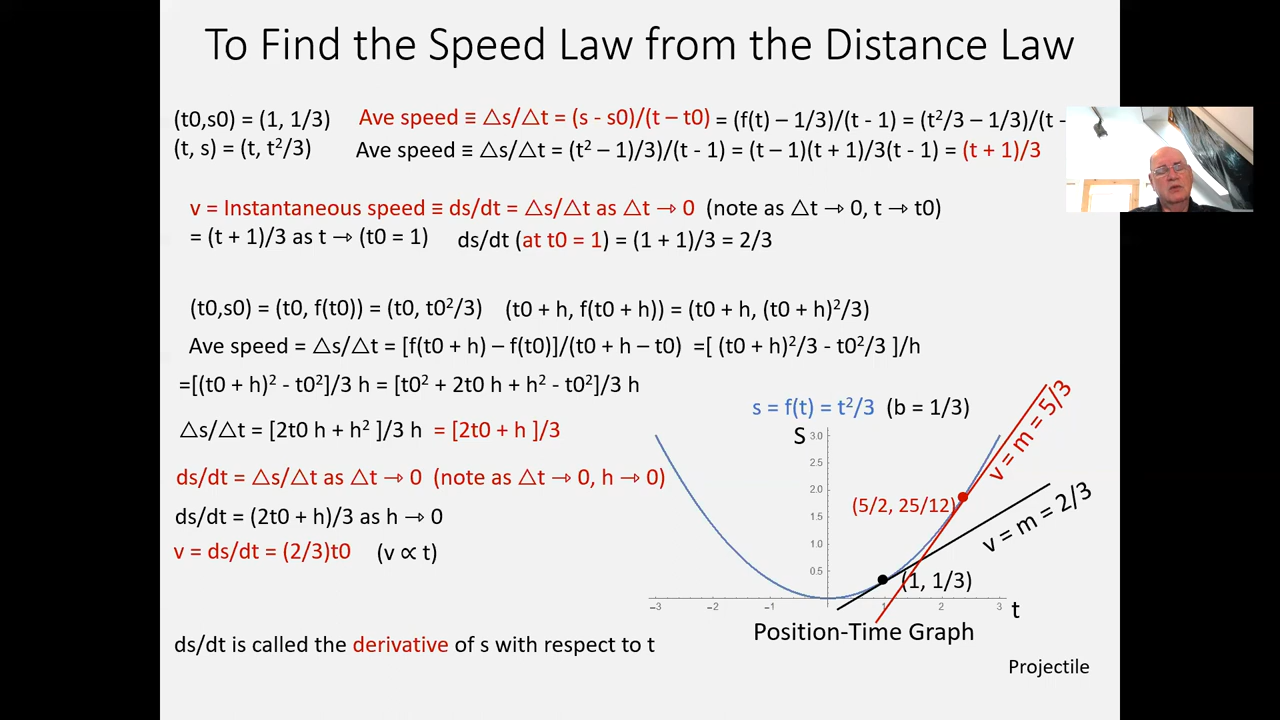 To Find the Speed Law from the Distance Law
(t0,s0) = (1, 1/3) Ave speed ≡ △s/△t = (s - s0)/(t – t0) = (f(t) – 1/3)/(t - 1) = (t²/3 – 1/3)/(t -
(t, s) = (t, t²/3) Ave speed ≡ △s/△t = (t² – 1)/3)/(t - 1) = (t – 1)(t + 1)/3(t - 1) = (t + 1)/3
v = Instantaneous speed ≡ ds/dt = △s/△t as △t → 0 (note as △t → 0, t → t0)
= (t + 1)/3 as t → (t0 = 1) ds/dt (at t0 = 1) = (1 + 1)/3 = 2/3
(t0,s0) = (t0, f(t0)) = (t0, t0²/3) (t0 + h, f(t0 + h)) = (t0 + h, (t0 + h)²/3)
Ave speed = △s/△t = [f(t0 + h) – f(t0)]/(t0 + h – t0) =[ (t0 + h)²/3 - t0²/3 ]/h
=[(t0 + h)² - t0²]/3 h = [t0² + 2t0 h + h² - t0²]/3 h
△s/△t = [2t0 h + h² ]/3 h = [2t0 + h ]/3
ds/dt = △s/△t as △t → 0 (note as △t → 0, h → 0)
ds/dt = (2t0 + h)/3 as h → 0
v = ds/dt = (2/3)t0 (v ∝ t)
ds/dt is called the derivative of s with respect to t
s = f(t) = t²/3 (b = 1/3)
S
3.0
2.5
2.0
1.5
1.0
0.5
v = m = 5/3
(5/2, 25/12)
v = m = 2/3
(1, 1/3)
-3 -2 -1 1 2 3 t
Position-Time Graph
Projectile